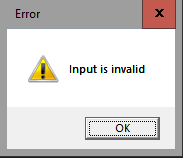 Error
Input is invalid
OK